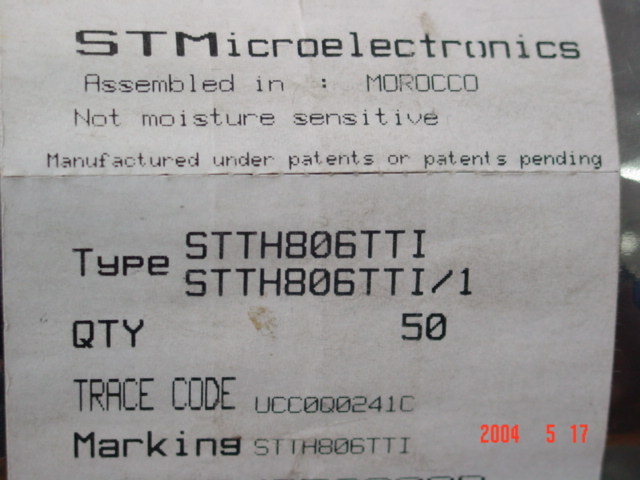 STMicroelectronics
Assembled in : MOROCCO
Not moisture sensitive
Manufactured under patents or patents pending
Type STTH806TTI
STTH806TTI/1
QTY 50
TRACE CODE UCC0Q0241C
Marking STTH806TTI
2004 5 17